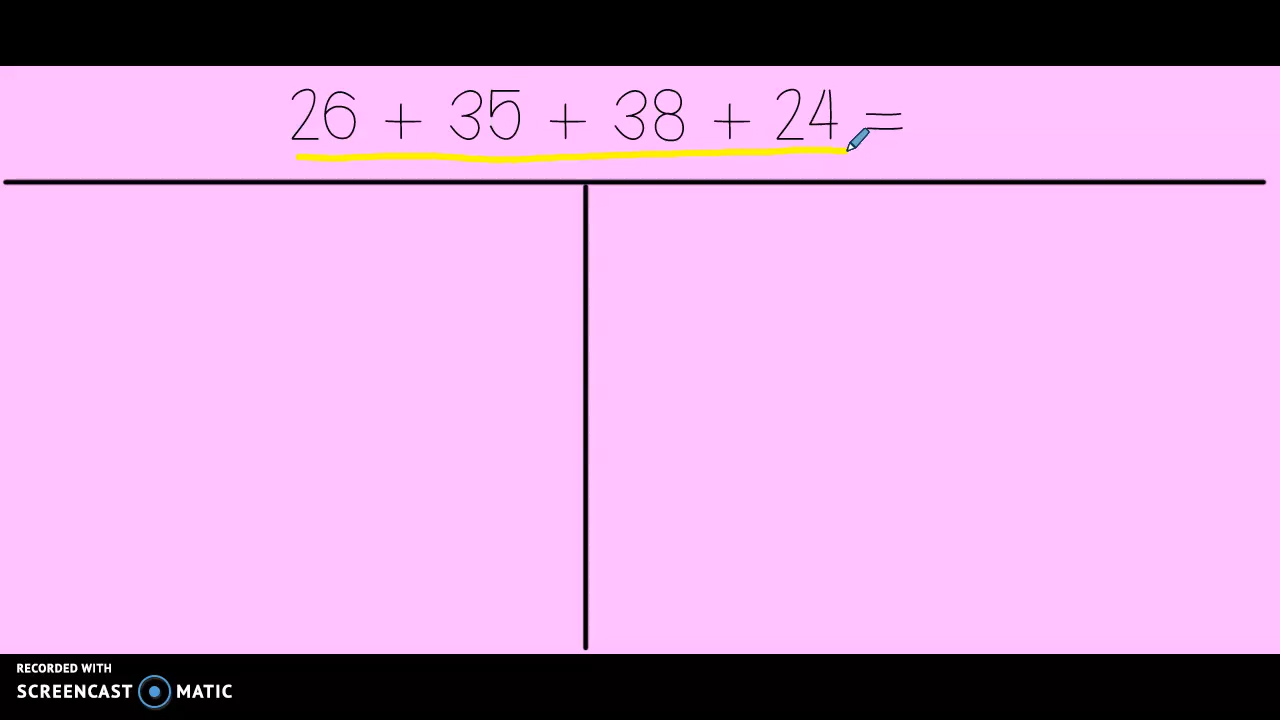 26 + 35 + 38 + 24 =
RECORDED WITH
SCREENCAST MATIC